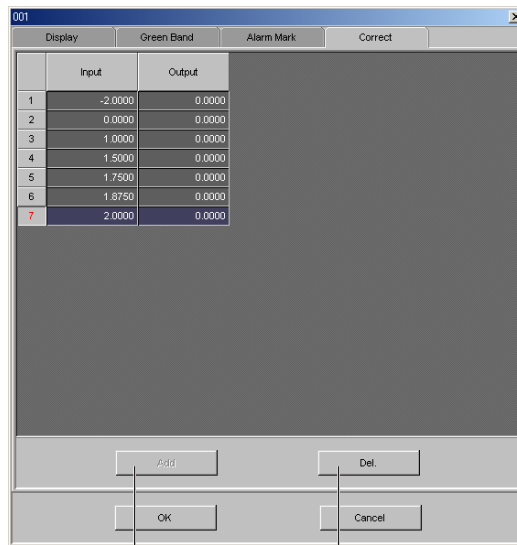 001
Display Green Band Alarm Mark Correct
Input Output
1 -2.0000 0.0000
2 0.0000 0.0000
3 1.0000 0.0000
4 1.5000 0.0000
5 1.7500 0.0000
6 1.8750 0.0000
7 2.0000 0.0000
Add Del.
OK Cancel